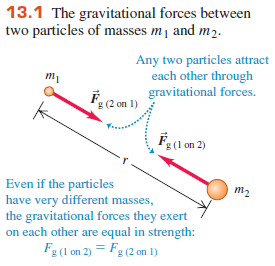 13.1 The gravitational forces between
two particles of masses m₁ and m₂.
Any two particles attract
each other through
gravitational forces.
m₁
F⃗g (2 on 1)
F⃗g (1 on 2)
r
m₂
Even if the particles
have very different masses,
the gravitational forces they exert
on each other are equal in strength:
Fg (1 on 2) = Fg (2 on 1)